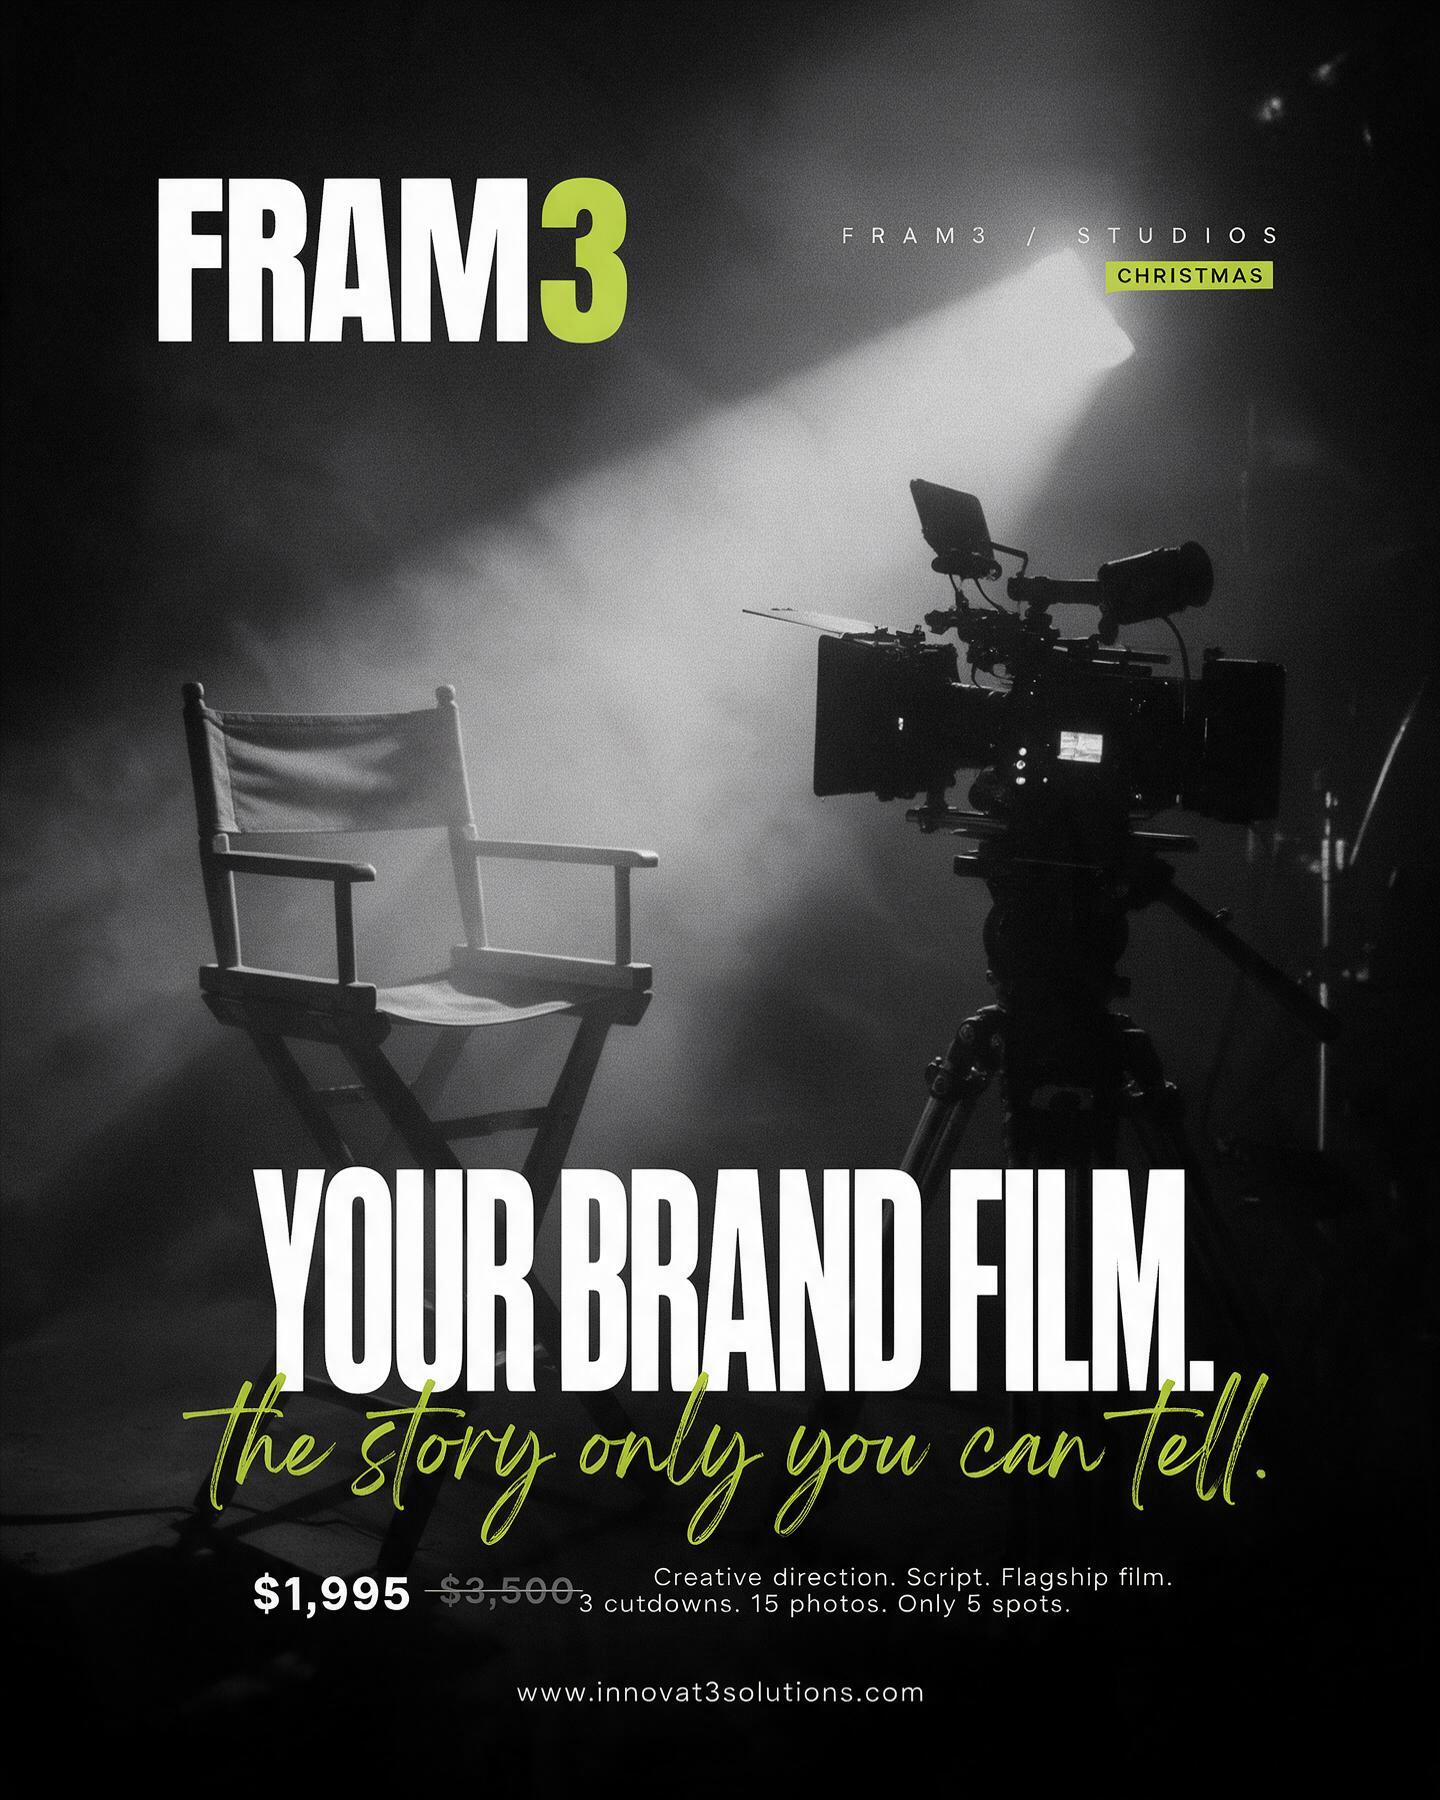 FRAM3
FRAM3 / STUDIOS
CHRISTMAS
YOUR BRAND FILM.
the story only you can tell.
$1,995 $3,500
Creative direction. Script. Flagship film.
3 cutdowns. 15 photos. Only 5 spots.
www.innovat3solutions.com